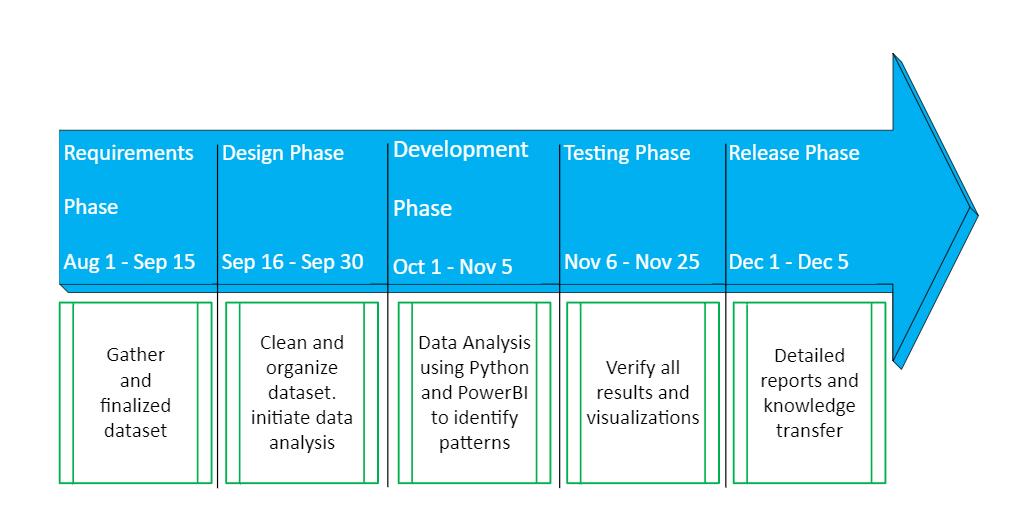 Requirements
Phase
Aug 1 - Sep 15
Design Phase
Sep 16 - Sep 30
Development
Phase
Oct 1 - Nov 5
Testing Phase
Nov 6 - Nov 25
Release Phase
Dec 1 - Dec 5
Gather
and
finalized
dataset
Clean and
organize
dataset.
initiate data
analysis
Data Analysis
using Python
and PowerBI
to identify
patterns
Verify all
results and
visualizations
Detailed
reports and
knowledge
transfer